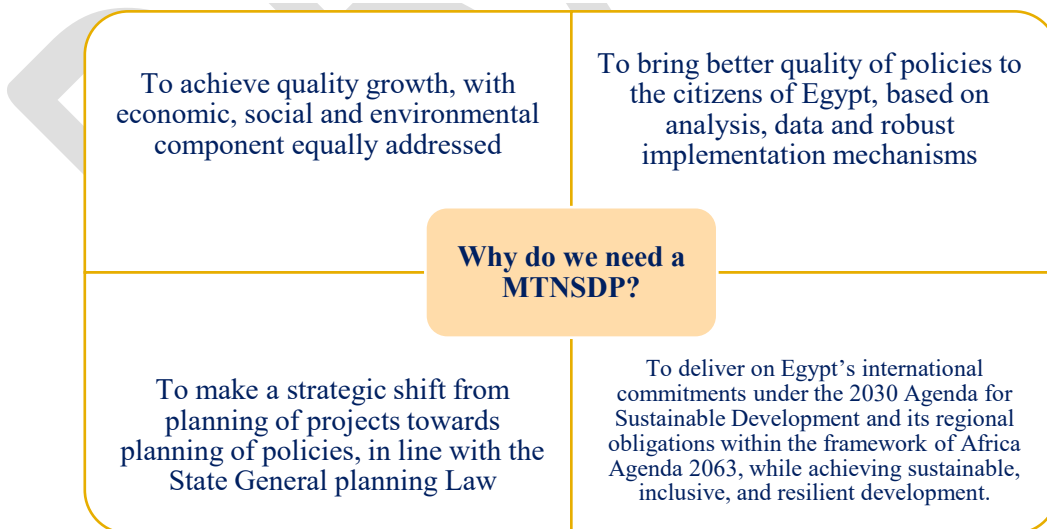 To achieve quality growth, with
economic, social and environmental
component equally addressed
To bring better quality of policies to
the citizens of Egypt, based on
analysis, data and robust
implementation mechanisms
Why do we need a
MTNSDP?
To make a strategic shift from
planning of projects towards
planning of policies, in line with the
State General planning Law
To deliver on Egypt’s international
commitments under the 2030 Agenda for
Sustainable Development and its regional
obligations within the framework of Africa
Agenda 2063, while achieving sustainable,
inclusive, and resilient development.